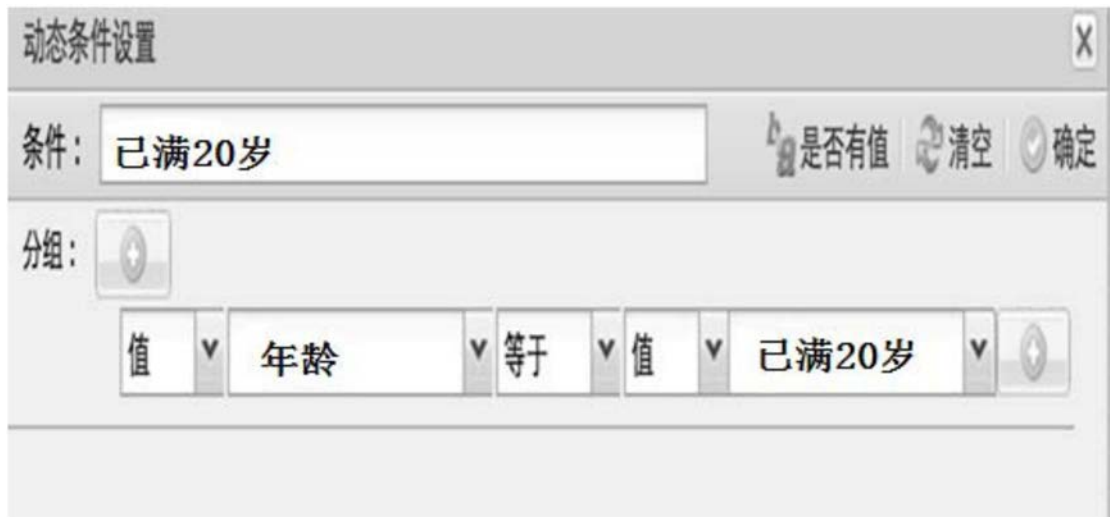 动态条件设置
条件： 已满20岁 是否有值 清空 确定
分组：
值 年龄 等于 值 已满20岁